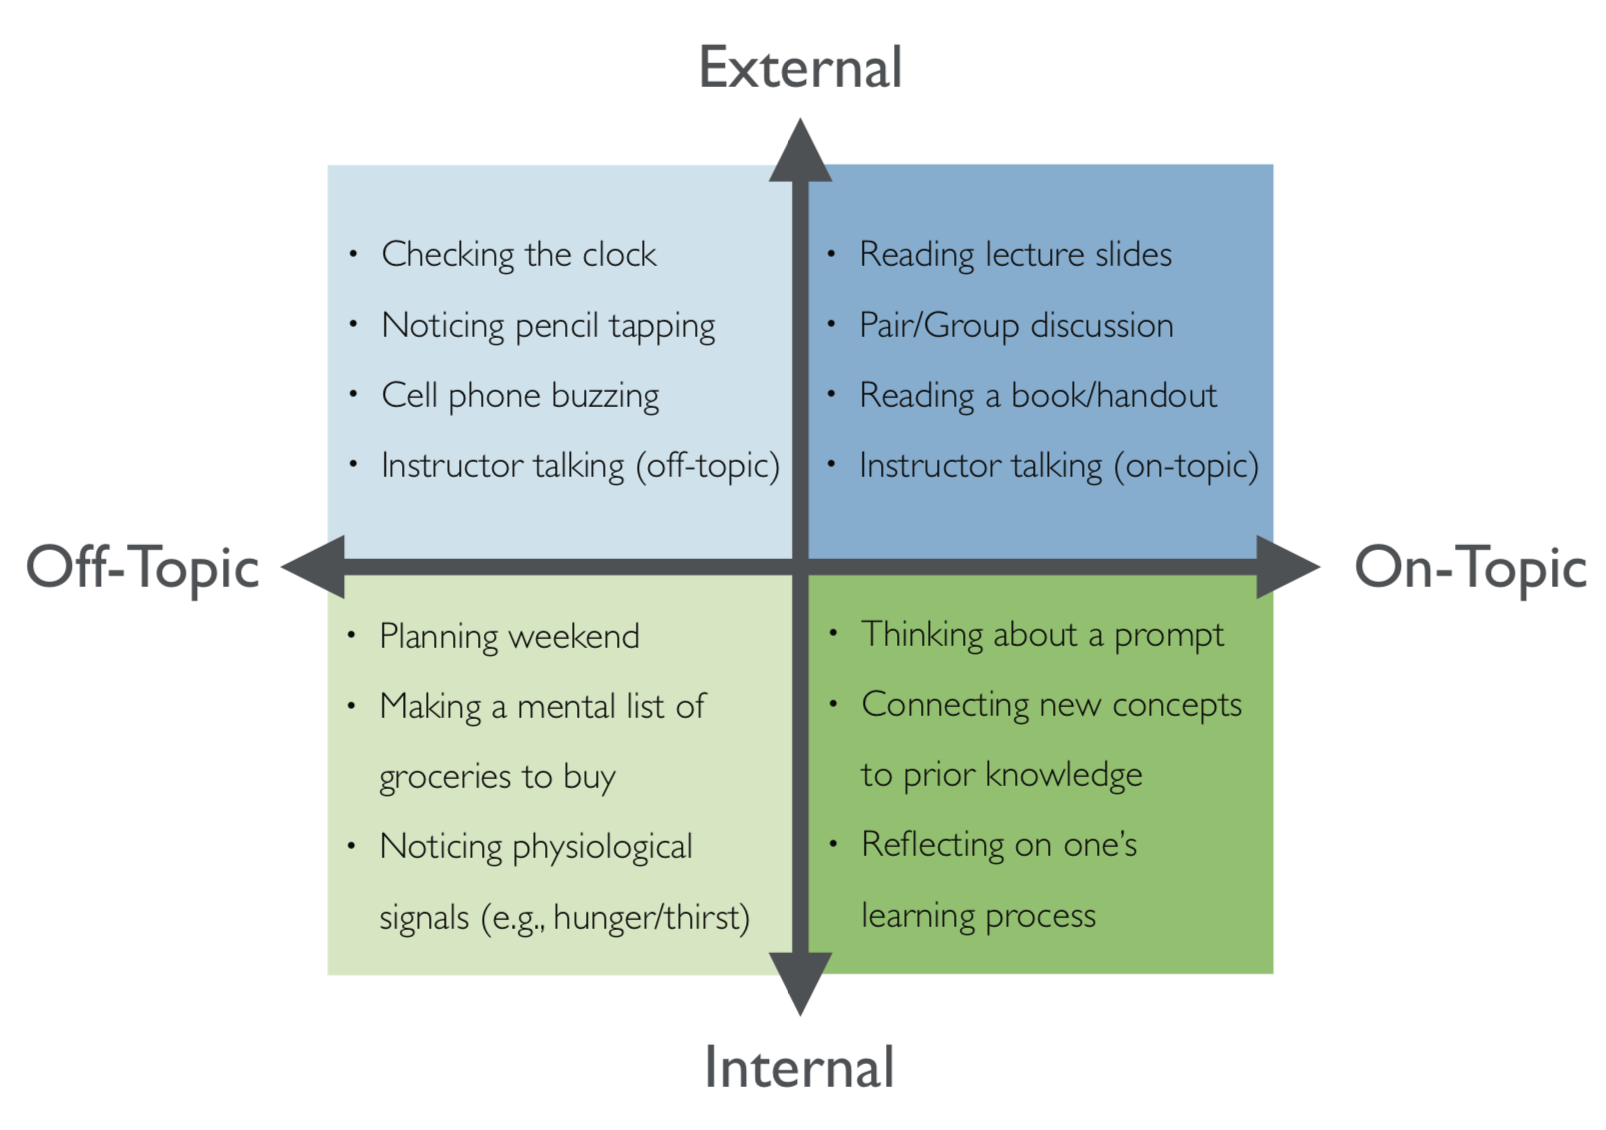 External
• Checking the clock
• Noticing pencil tapping
• Cell phone buzzing
• Instructor talking (off-topic)
• Reading lecture slides
• Pair/Group discussion
• Reading a book/handout
• Instructor talking (on-topic)
Off-Topic
On-Topic
• Planning weekend
• Making a mental list of
groceries to buy
• Noticing physiological
signals (e.g., hunger/thirst)
• Thinking about a prompt
• Connecting new concepts
to prior knowledge
• Reflecting on one’s
learning process
Internal